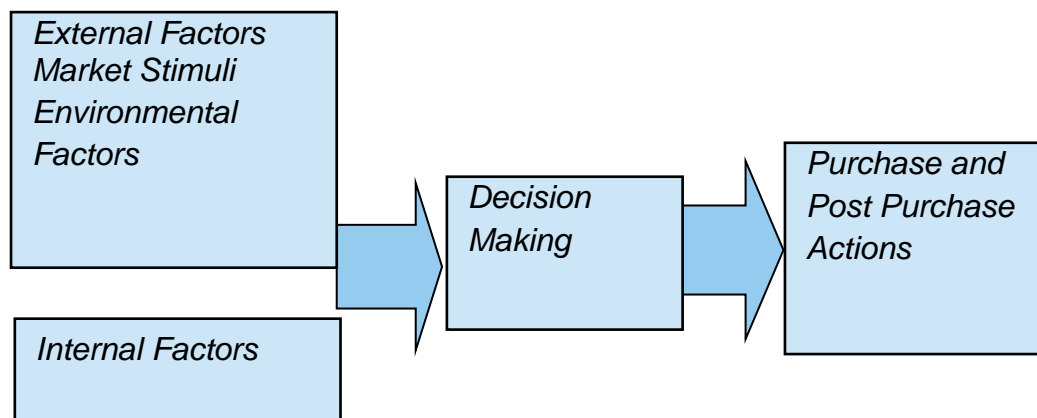 External Factors
Market Stimuli
Environmental
Factors
Internal Factors
Decision
Making
Purchase and
Post Purchase
Actions